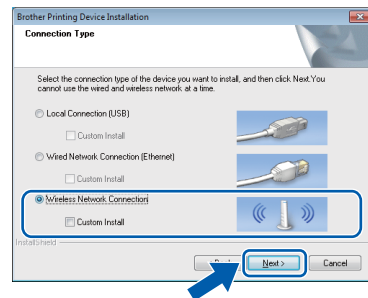 Brother Printing Device Installation
Connection Type
Select the connection type of the device you want to install, and then click Next.You
cannot use the wired and wireless network at a time.
Local Connection (USB)
Custom Install
Wired Network Connection (Ethernet)
Custom Install
Wireless Network Connection
Custom Install
InstallShield
Next >
Cancel